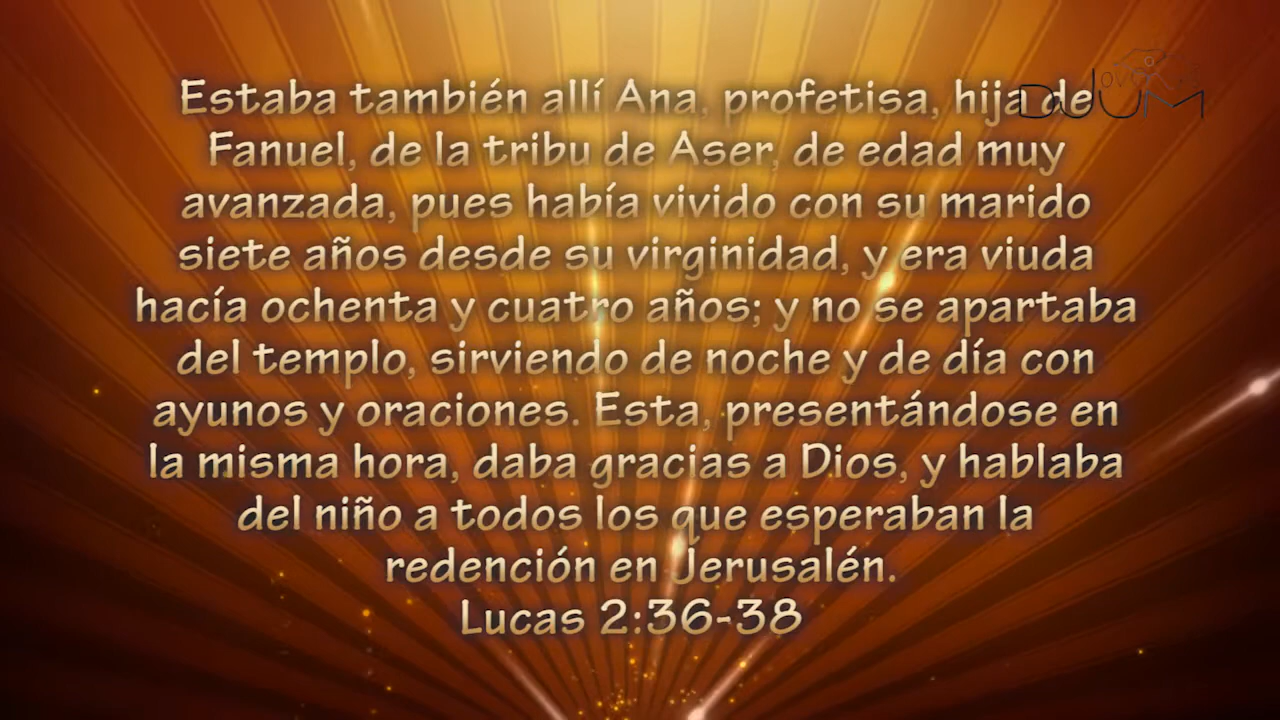 Estaba también allí Ana, profetisa, hija de
Fanuel, de la tribu de Aser, de edad muy
avanzada, pues había vivido con su marido
siete años desde su virginidad, y era viuda
hacía ochenta y cuatro años; y no se apartaba
del templo, sirviendo de noche y de día con
ayunos y oraciones. Esta, presentándose en
la misma hora, daba gracias a Dios, y hablaba
del niño a todos los que esperaban la
redención en Jerusalén.
Lucas 2:36-38